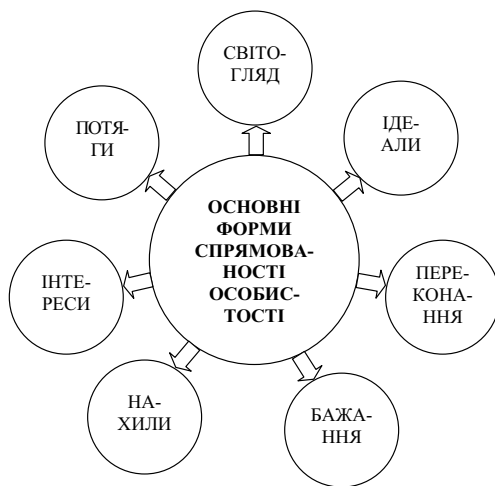 СВІТО-
ГЛЯД
ІДЕ-
АЛИ
ПЕРЕ-
КОНА-
ННЯ
БАЖА-
ННЯ
НА-
ХИЛИ
ІНТЕ-
РЕСИ
ПОТЯ-
ГИ
ОСНОВНІ
ФОРМИ
СПРЯМОВА-
НОСТІ
ОСОБИС-
ТОСТІ